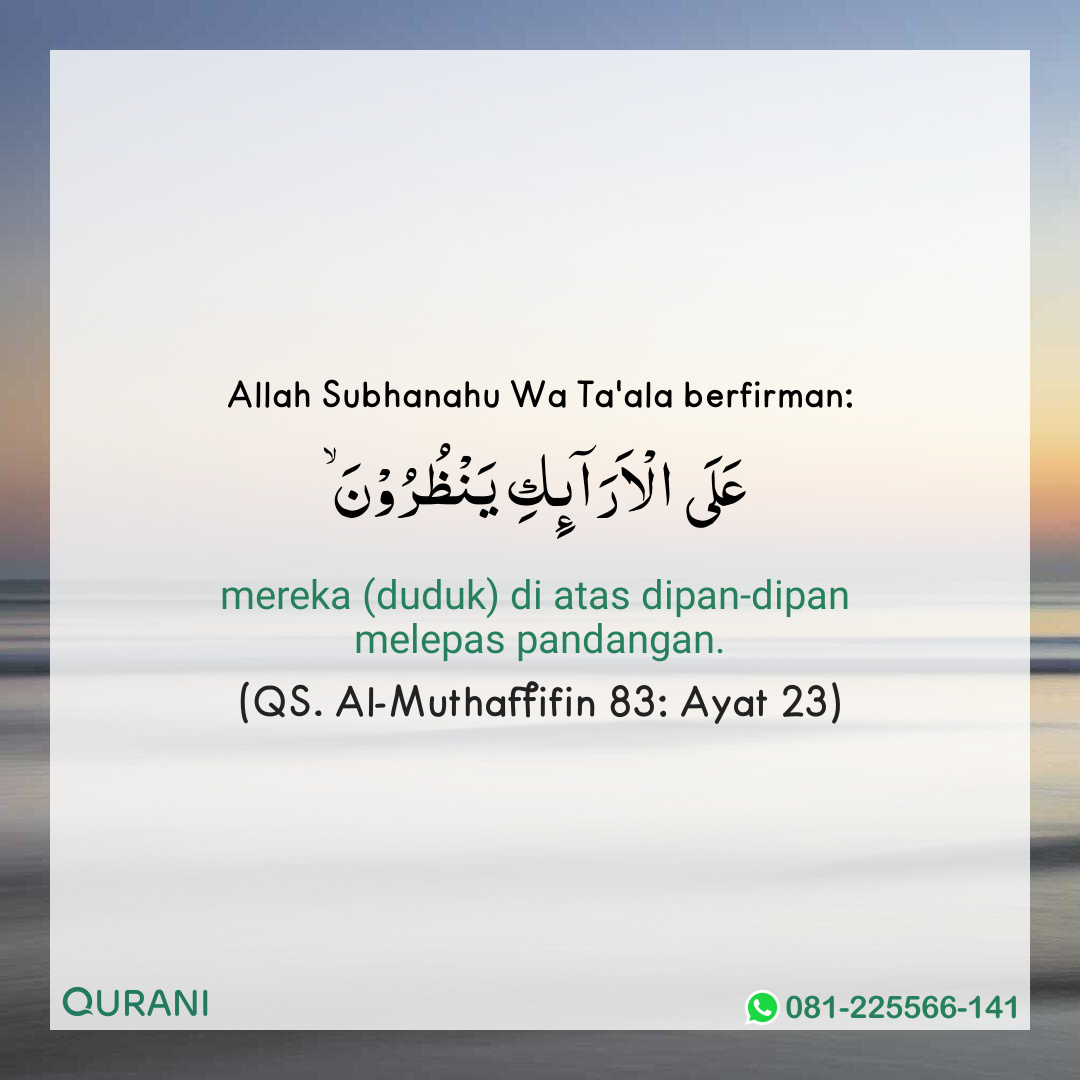 Allah Subhanahu Wa Ta'ala berfirman:
عَلَى الْاَرَآىِٕكِ يَنْظُرُوْنَۙ
mereka (duduk) di atas dipan-dipan
melepas pandangan.
(QS. Al-Muthaffifin 83: Ayat 23)
QURANI
081-225566-141